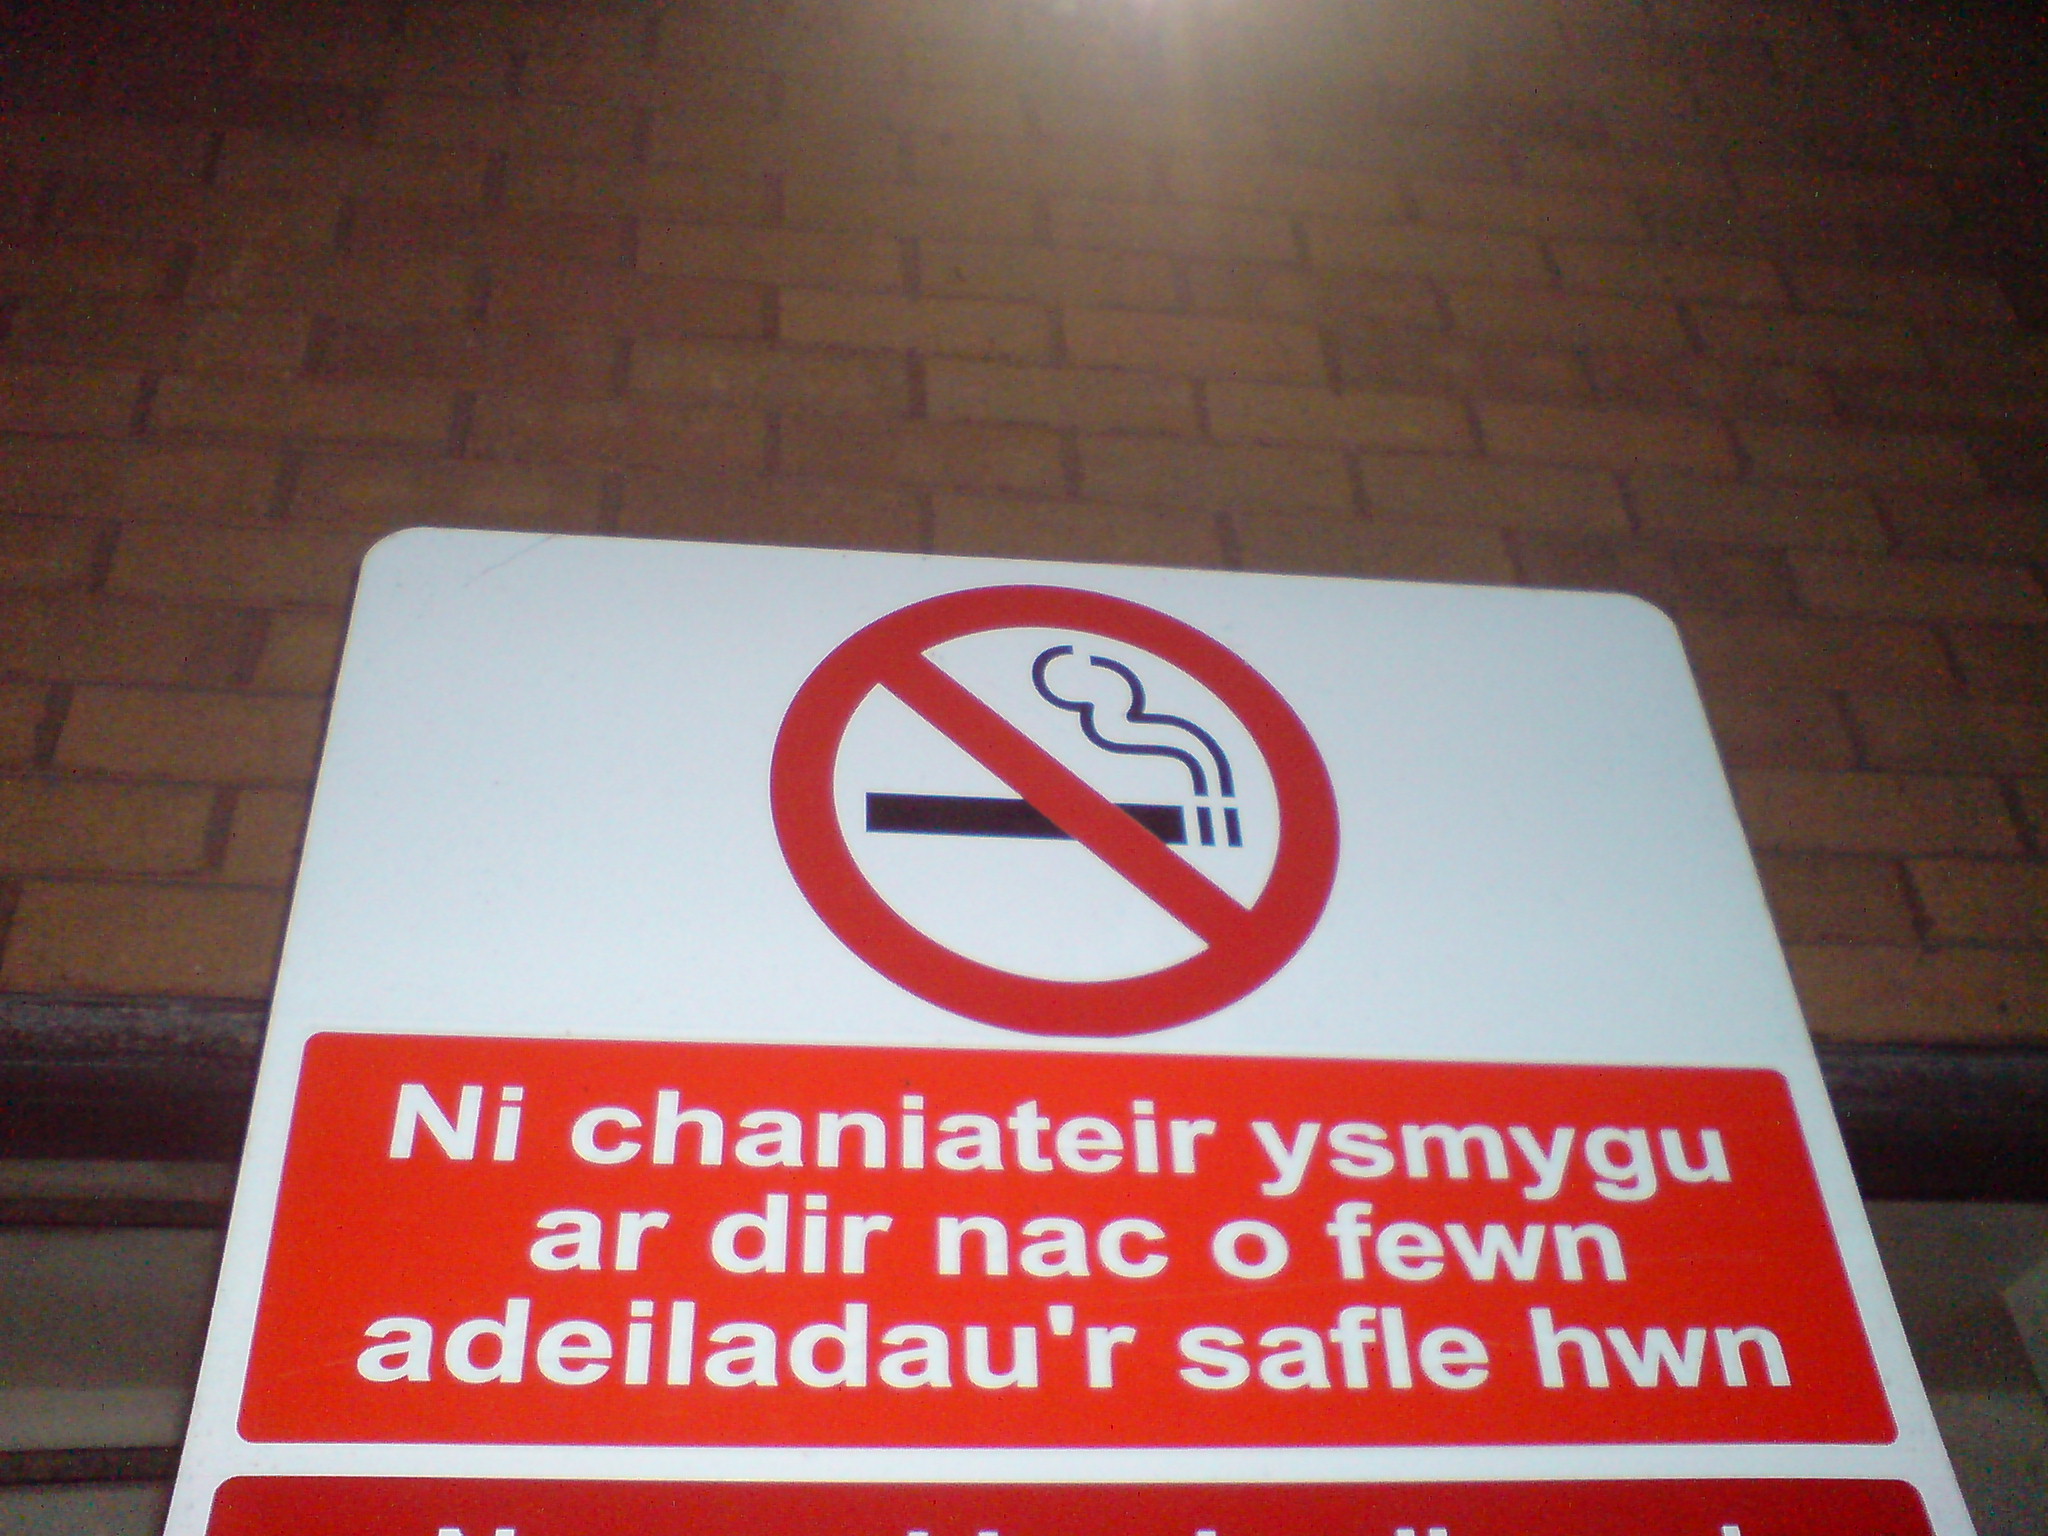 Ni chaniateir ysmygu
ar dir nac o fewn
adeiladau'r safle hwn